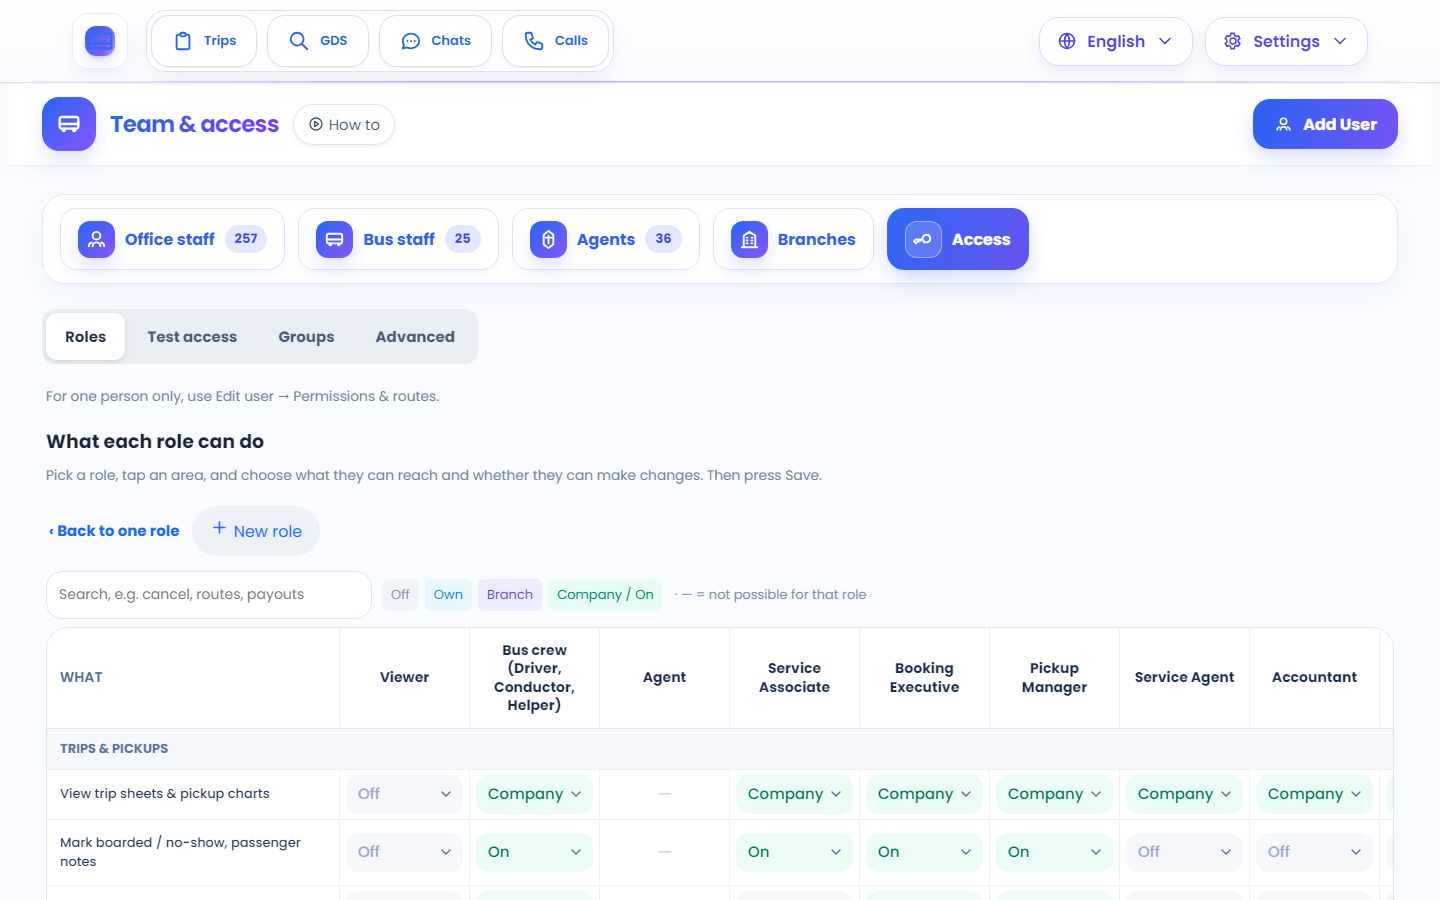 Trips
GDS
Chats
Calls
English
Settings
Team & access
How to
Add User
Office staff 257
Bus staff 25
Agents 36
Branches
Access
Roles
Test access
Groups
Advanced
For one person only, use Edit user → Permissions & routes.
What each role can do
Pick a role, tap an area, and choose what they can reach and whether they can make changes. Then press Save.
‹ Back to one role
+ New role
Search, e.g. cancel, routes, payouts
Off
Own
Branch
Company / On
· — = not possible for that role
WHAT
Viewer
Bus crew
(Driver,
Conductor,
Helper)
Agent
Service
Associate
Booking
Executive
Pickup
Manager
Service Agent
Accountant
TRIPS & PICKUPS
View trip sheets & pickup charts
Off
Company
—
Company
Company
Company
Company
Company
Mark boarded / no-show, passenger
notes
Off
On
—
On
On
On
Off
Off